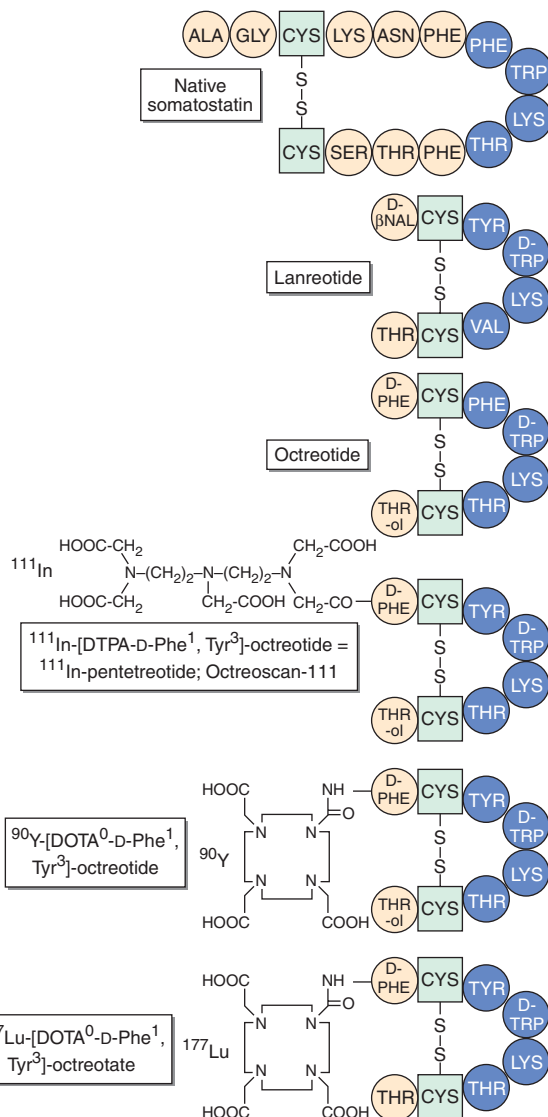 ALA GLY CYS LYS ASN PHE PHE
TRP
LYS
S
S
Native
somatostatin
CYS SER THR PHE THR
D-
βNAL CYS TYR
D-
TRP
S
S
Lanreotide
LYS
THR CYS VAL
D-
PHE CYS PHE
D-
TRP
S
S
Octreotide
LYS
THR
-ol CYS THR
HOOC-CH2 CH2-COOH
111In
N–(CH2)2–N–(CH2)2–N
HOOC-CH2 CH2-COOH CH2-CO
D-
PHE CYS TYR
D-
TRP
S
S
111In-[DTPA-D-Phe1, Tyr3]-octreotide =
111In-pentetreotide; Octreoscan-111
LYS
THR
-ol CYS THR
HOOC NH
D-
PHE CYS TYR
O
N N
D-
TRP
S
S
90Y-[DOTA0-D-Phe1,
Tyr3]-octreotide
90Y
N N
LYS
HOOC COOH
THR
-ol CYS THR
HOOC NH
D-
PHE CYS TYR
O
N N
D-
TRP
S
S
7Lu-[DOTA0-D-Phe1,
Tyr3]-octreotate
177Lu
N N
LYS
HOOC COOH
THR CYS THR